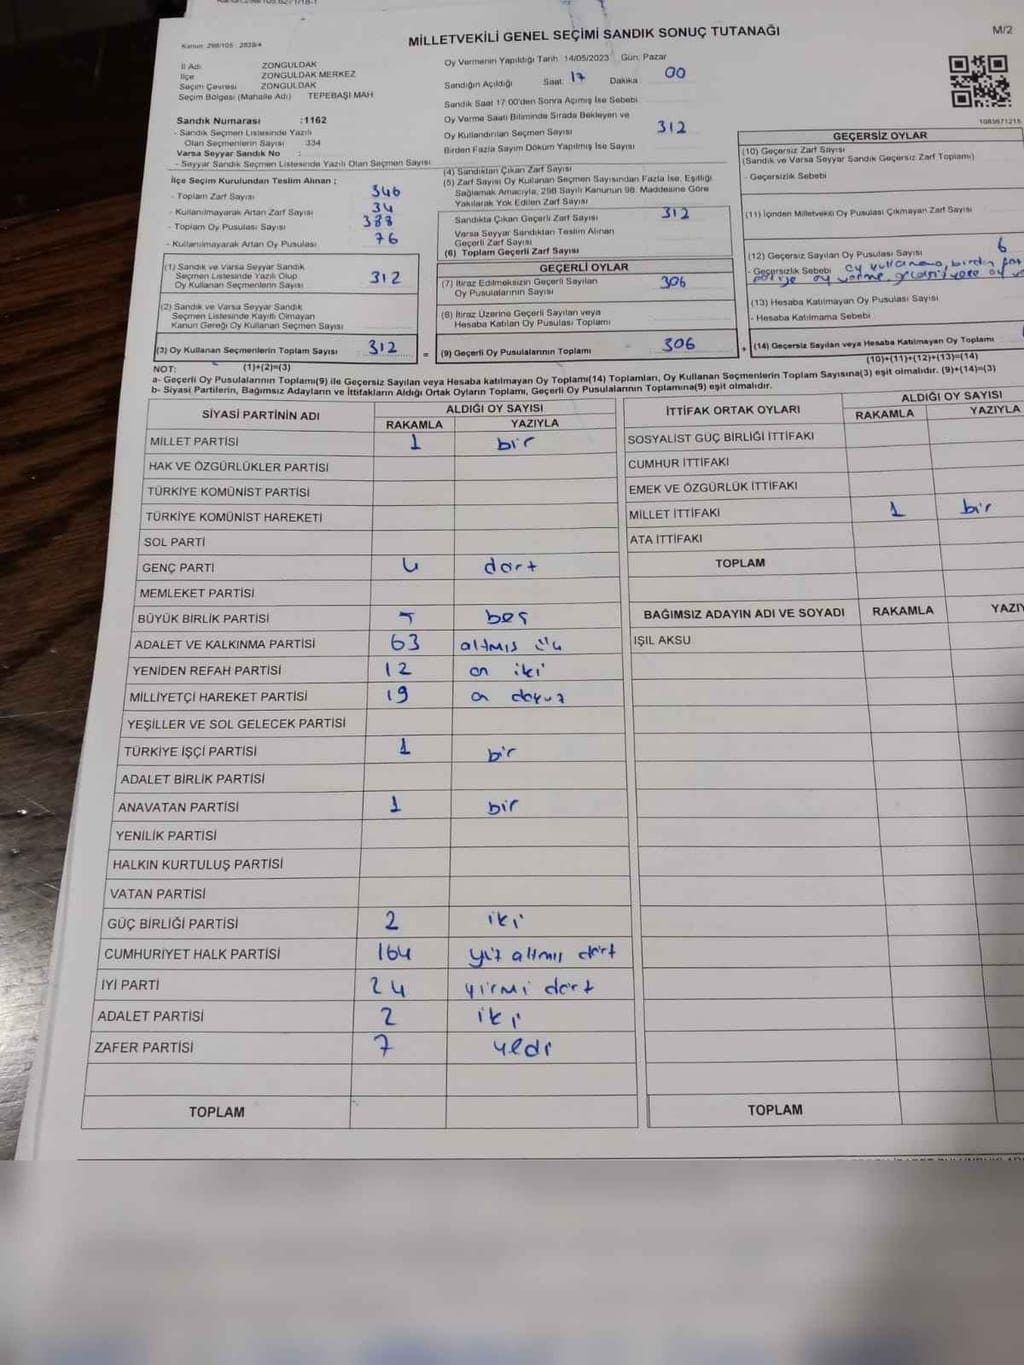 MİLLETVEKİLİ GENEL SEÇİMİ SANDIK SONUÇ TUTANAĞI
M/2
Kanun: 298/105 - 2839/4
İl Adı ZONGULDAK
İlçe ZONGULDAK MERKEZ
Seçim Çevresi ZONGULDAK
Seçim Bölgesi (Mahalle Adı) TEPEBAŞI MAH
Sandık Numarası :1162
- Sandık Seçmen Listesinde Yazılı
Olan Seçmenlerin Sayısı 334
Varsa Seyyar Sandık No :
- Seyyar Sandık Seçmen Listesinde Yazılı Olan Seçmen Sayısı
Oy Vermenin Yapıldığı Tarih 14/05/2023 Gün: Pazar
Sandığın Açıldığı Saat: 17 Dakika 00
Sandık Saat 17:00'den Sonra Açımış İse Sebebi
Oy Verme Saati Bitiminde Sırada Bekleyen ve
Oy Kullandırılan Seçmen Sayısı 312
Birden Fazla Sayım Döküm Yapılmış İse Sayısı
1083671215
İlçe Seçim Kurulundan Teslim Alınan ;
- Toplam Zarf Sayısı 346
- Kullanılmayarak Artan Zarf Sayısı 34
- Toplam Oy Pusulası Sayısı 388
- Kullanılmayarak Artan Oy Pusulası 76
(1) Sandık ve Varsa Seyyar Sandık
Seçmen Listesinde Yazılı Olup
Oy Kullanan Seçmenlerin Sayısı 312
(2) Sandık ve Varsa Seyyar Sandık
Seçmen Listesinde Kayıtlı Olmayan
Kanun Gereği Oy Kullanan Seçmen Sayısı
(3) Oy Kullanan Seçmenlerin Toplam Sayısı 312
(1)+(2)=(3)
(4) Sandıktan Çıkan Zarf Sayısı
(5) Zarf Sayısı Oy Kullanan Seçmen Sayısından Fazla İse, Eşitliği
Sağlamak Amacıyla, 298 Sayılı Kanunun 98. Maddesine Göre
Yakılarak Yok Edilen Zarf Sayısı
Sandıkta Çıkan Geçerli Zarf Sayısı 312
Varsa Seyyar Sandıktan Teslim Alınan
Geçerli Zarf Sayısı
(6) Toplam Geçerli Zarf Sayısı
GEÇERLİ OYLAR
(7) İtiraz Edilmeksizin Geçerli Sayılan
Oy Pusulalarının Sayısı 306
(8) İtiraz Üzerine Geçerli Sayılan veya
Hesaba Katılan Oy Pusulası Toplamı
= (9) Geçerli Oy Pusulalarının Toplamı 306
GEÇERSİZ OYLAR
(10) Geçersiz Zarf Sayısı
(Sandık ve Varsa Seyyar Sandık Geçersiz Zarf Toplamı)
- Geçersizlik Sebebi
(11) İçinden Milletvekili Oy Pusulası Çıkmayan Zarf Sayısı
(12) Geçersiz Sayılan Oy Pusulası Sayısı 6
- Geçersizlik Sebebi oy kullanama, birden
oy verme, geçersiz yere oy
(13) Hesaba Katılmayan Oy Pusulası Sayısı
- Hesaba Katılmama Sebebi
+ (14) Geçersiz Sayılan veya Hesaba Katılmayan Oy Toplamı
(10)+(11)+(12)+(13)=(14)
NOT:
a- Geçerli Oy Pusulalarının Toplamı(9) ile Geçersiz Sayılan veya Hesaba katılmayan Oy Toplamı(14) Toplamları, Oy Kullanan Seçmenlerin Toplam Sayısına(3) eşit olmalıdır. (9)+(14)=(3)
b- Siyasi Partilerin, Bağımsız Adayların ve İttifakların Aldığı Ortak Oyların Toplamı, Geçerli Oy Pusulalarının Toplamına(9) eşit olmalıdır.
SİYASİ PARTİNİN ADI ALDIĞI OY SAYISI
RAKAMLA YAZIYLA
MİLLET PARTİSİ 1 bir
HAK VE ÖZGÜRLÜKLER PARTİSİ
TÜRKİYE KOMÜNİST PARTİSİ
TÜRKİYE KOMÜNİST HAREKETİ
SOL PARTİ
GENÇ PARTİ 4 dört
MEMLEKET PARTİSİ
BÜYÜK BİRLİK PARTİSİ 5 beş
ADALET VE KALKINMA PARTİSİ 63 altmış üç
YENİDEN REFAH PARTİSİ 12 on iki
MİLLİYETÇİ HAREKET PARTİSİ 19 on dokuz
YEŞİLLER VE SOL GELECEK PARTİSİ
TÜRKİYE İŞÇİ PARTİSİ 1 bir
ADALET BİRLİK PARTİSİ
ANAVATAN PARTİSİ 1 bir
YENİLİK PARTİSİ
HALKIN KURTULUŞ PARTİSİ
VATAN PARTİSİ
GÜÇ BİRLİĞİ PARTİSİ 2 iki
CUMHURİYET HALK PARTİSİ 164 yüz altmış dört
İYİ PARTİ 24 yirmi dört
ADALET PARTİSİ 2 iki
ZAFER PARTİSİ 7 yedi
TOPLAM
İTTİFAK ORTAK OYLARI ALDIĞI OY SAYISI
RAKAMLA YAZIYLA
SOSYALİST GÜÇ BİRLİĞİ İTTİFAKI
CUMHUR İTTİFAKI
EMEK VE ÖZGÜRLÜK İTTİFAKI
MİLLET İTTİFAKI 1 bir
ATA İTTİFAKI
TOPLAM
BAĞIMSIZ ADAYIN ADI VE SOYADI RAKAMLA YAZIY
IŞIL AKSU
TOPLAM